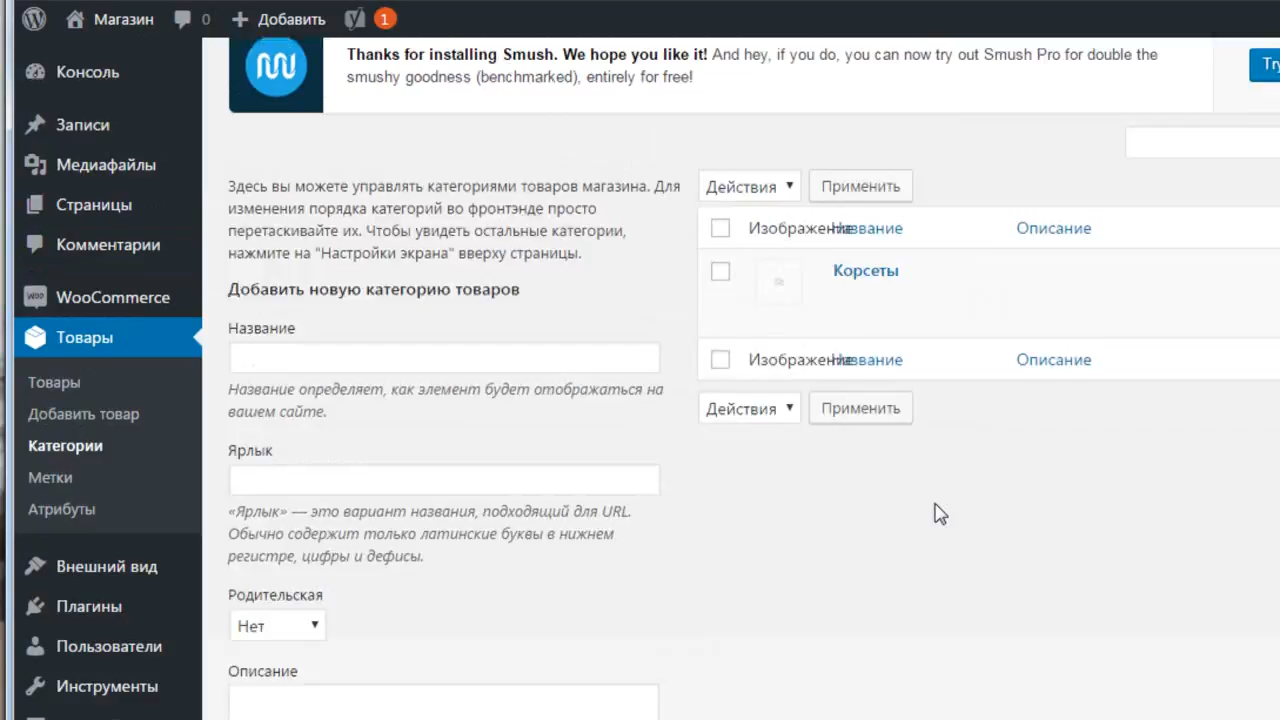 Магазин 0 Добавить 1
Thanks for installing Smush. We hope you like it! And hey, if you do, you can now try out Smush Pro for double the
smushy goodness (benchmarked), entirely for free!
Try
Консоль
Записи
Медиафайлы
Страницы
Комментарии
WooCommerce
Товары
Товары
Добавить товар
Категории
Метки
Атрибуты
Внешний вид
Плагины
Пользователи
Инструменты
Здесь вы можете управлять категориями товаров магазина. Для
изменения порядка категорий во фронтэнде просто
перетаскивайте их. Чтобы увидеть остальные категории,
нажмите на "Настройки экрана" вверху страницы.
Добавить новую категорию товаров
Название
Название определяет, как элемент будет отображаться на
вашем сайте.
Ярлык
«Ярлык» — это вариант названия, подходящий для URL.
Обычно содержит только латинские буквы в нижнем
регистре, цифры и дефисы.
Родительская
Нет
Описание
Действия Применить
Изображение Название Описание
Корсеты
Изображение Название Описание
Действия Применить